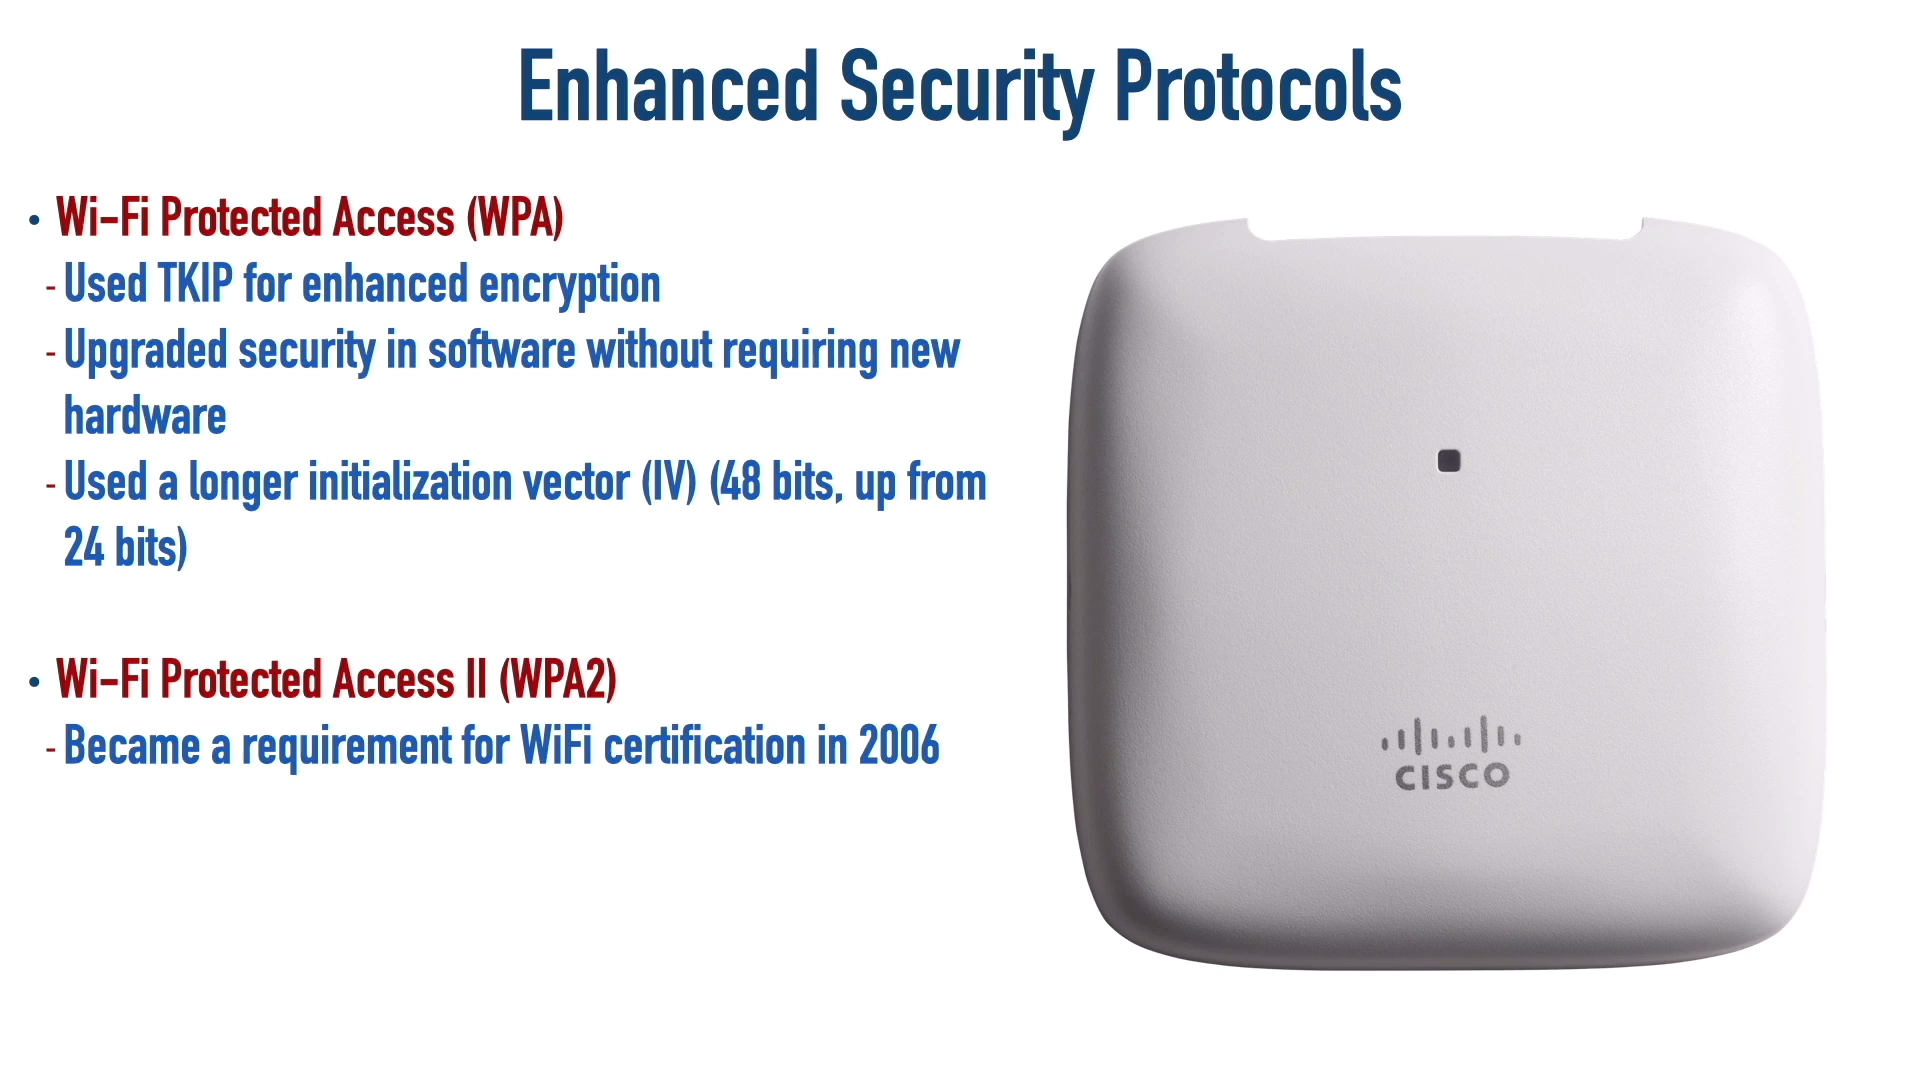 Enhanced Security Protocols
• Wi-Fi Protected Access (WPA)
- Used TKIP for enhanced encryption
- Upgraded security in software without requiring new
hardware
- Used a longer initialization vector (IV) (48 bits, up from
24 bits)
• Wi-Fi Protected Access II (WPA2)
- Became a requirement for WiFi certification in 2006
CISCO